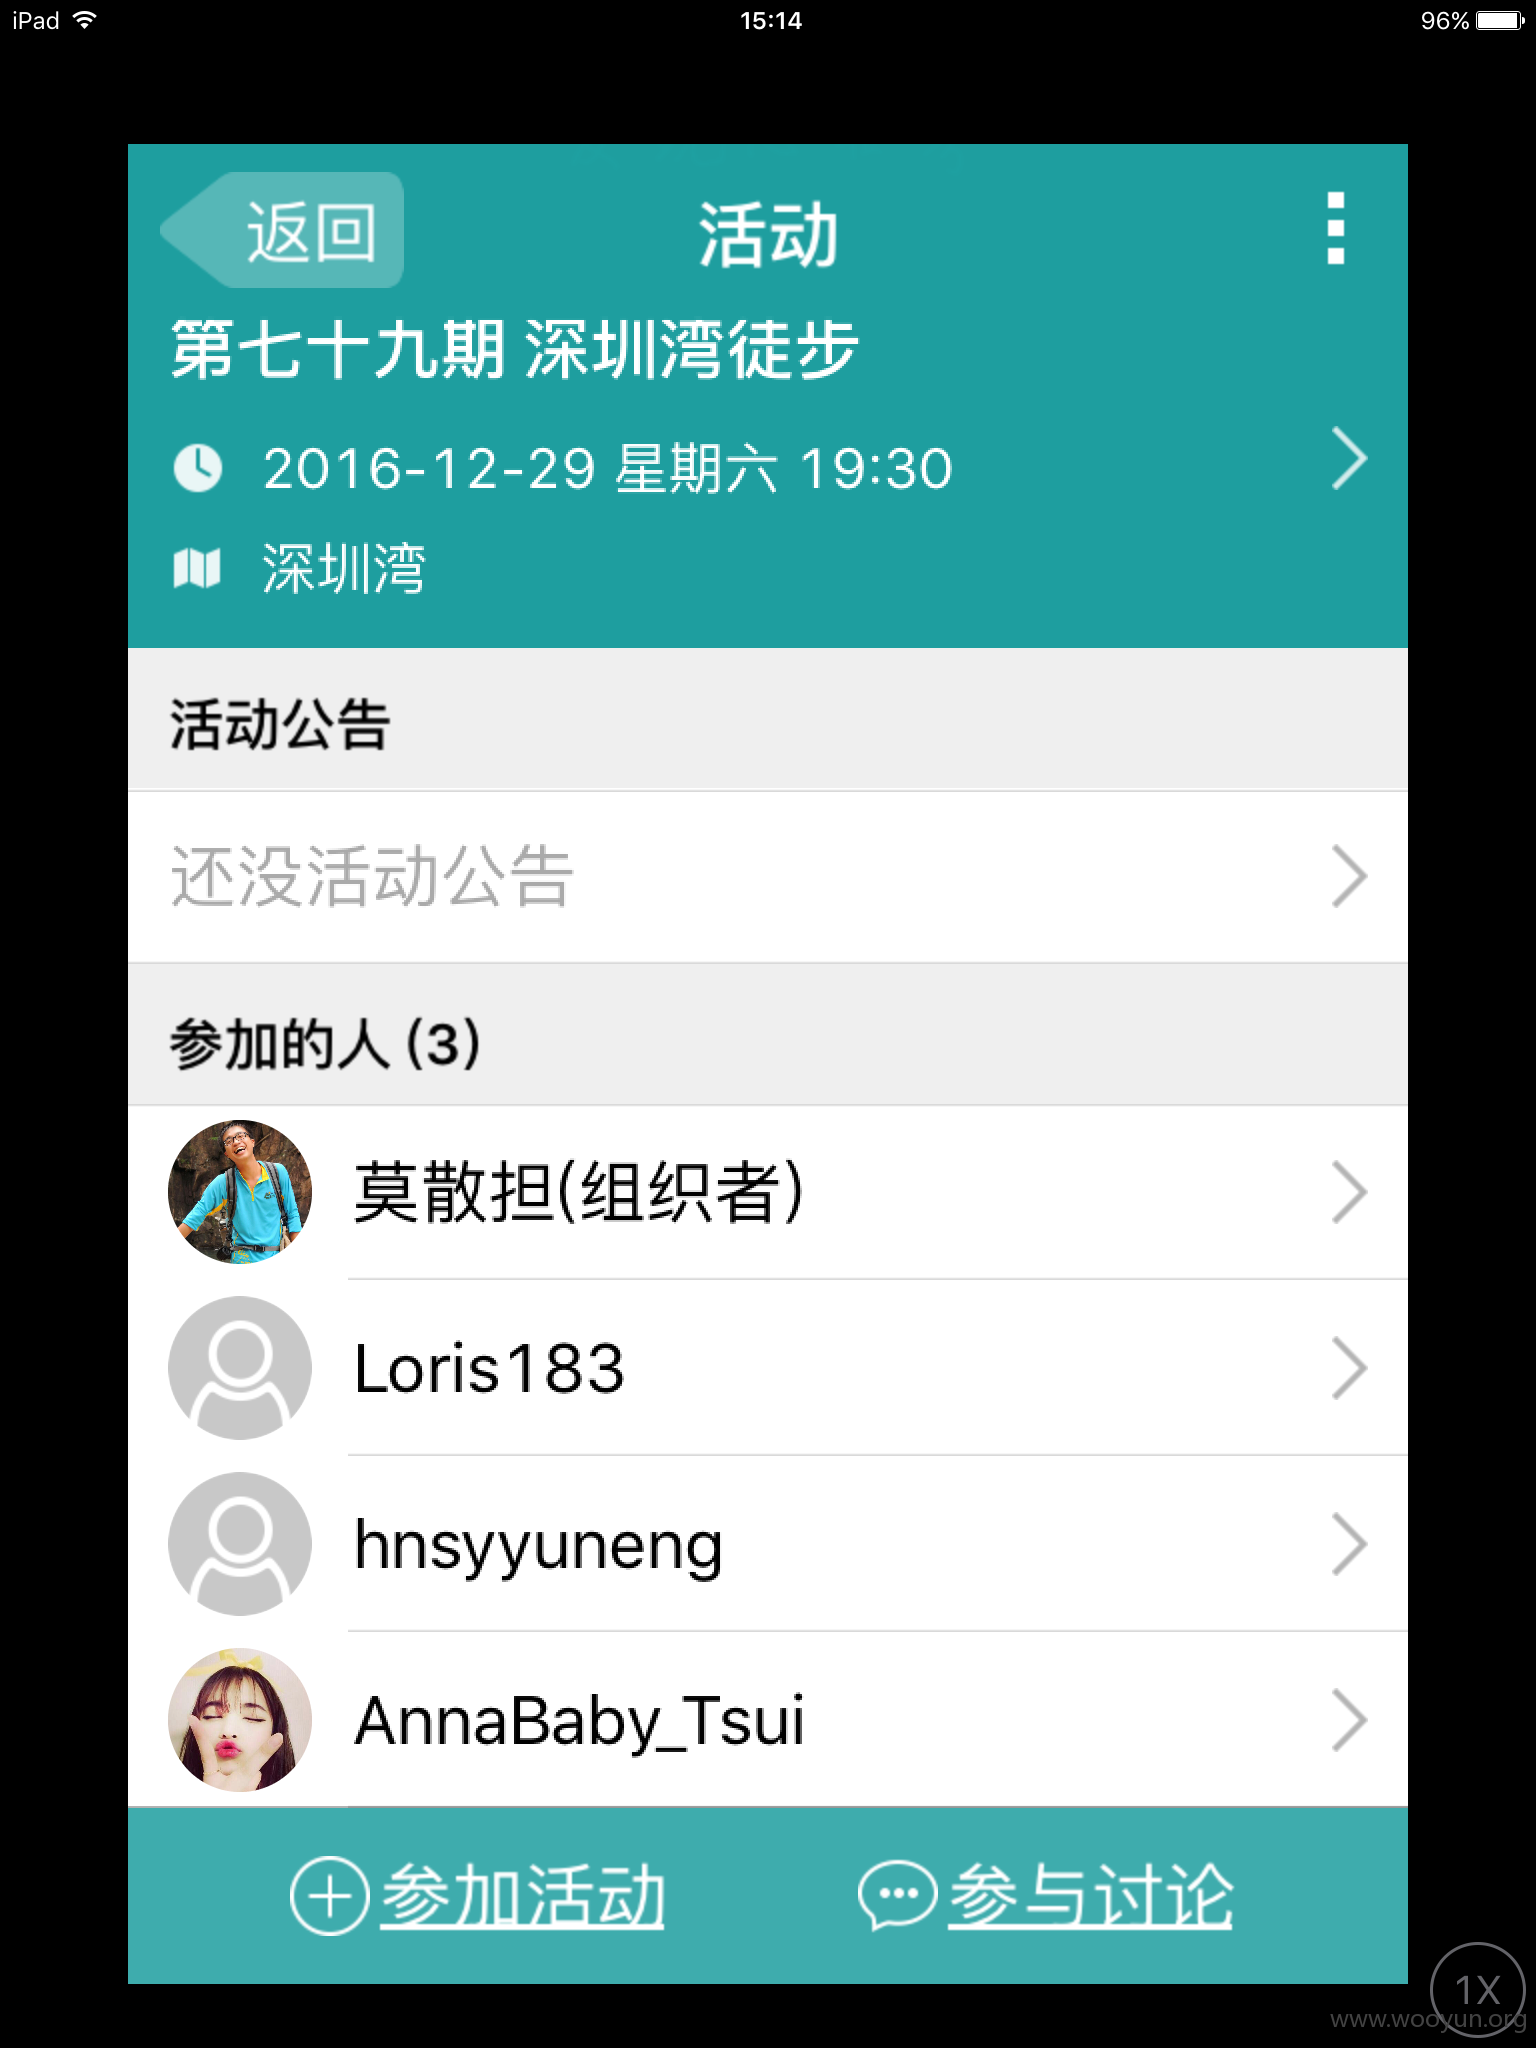 iPad 15:14 96%
返回 活动
第七十九期 深圳湾徒步
2016-12-29 星期六 19:30
深圳湾
活动公告
还没活动公告
参加的人 (3)
莫散担(组织者)
Loris183
hnsyyuneng
AnnaBaby_Tsui
参加活动 参与讨论
1X
www.wooyun.org